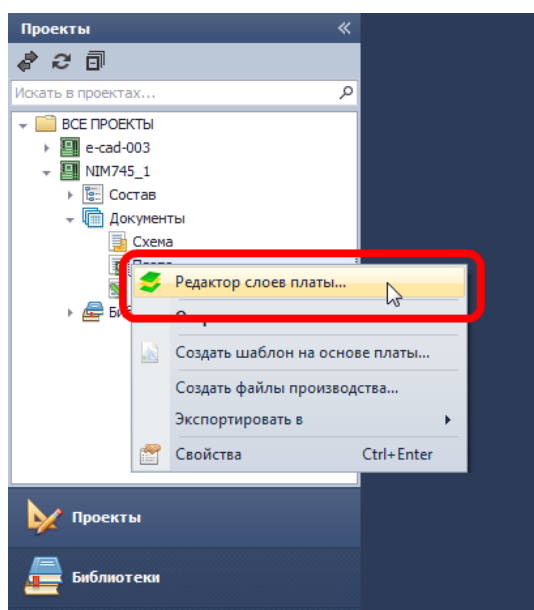 Проекты
Искать в проектах...
ВСЕ ПРОЕКТЫ
e-cad-003
NIM745_1
Состав
Документы
Схема
Редактор слоев платы...
Создать шаблон на основе платы...
Создать файлы производства...
Экспортировать в
Свойства Ctrl+Enter
Проекты
Библиотеки